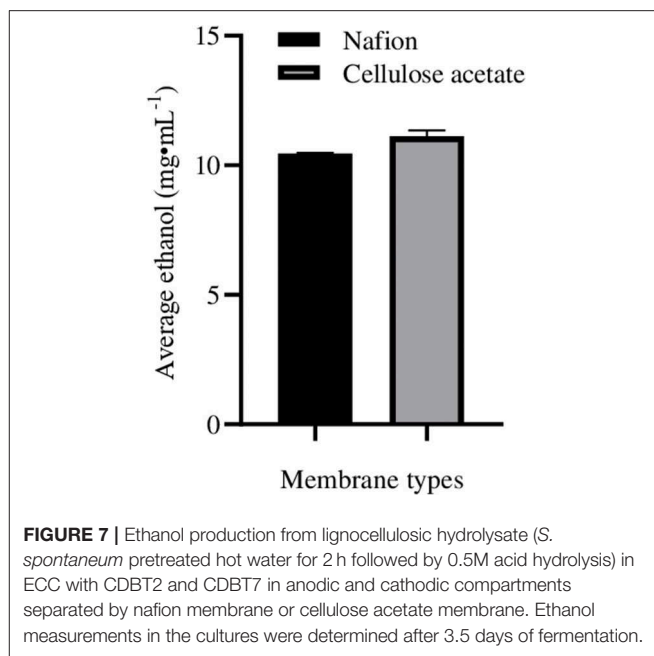 15
Nafion
Cellulose acetate
Average ethanol (mg•mL⁻¹)
10
5
0
Membrane types
FIGURE 7 | Ethanol production from lignocellulosic hydrolysate (S.
spontaneum pretreated hot water for 2 h followed by 0.5M acid hydrolysis) in
ECC with CDBT2 and CDBT7 in anodic and cathodic compartments
separated by nafion membrane or cellulose acetate membrane. Ethanol
measurements in the cultures were determined after 3.5 days of fermentation.